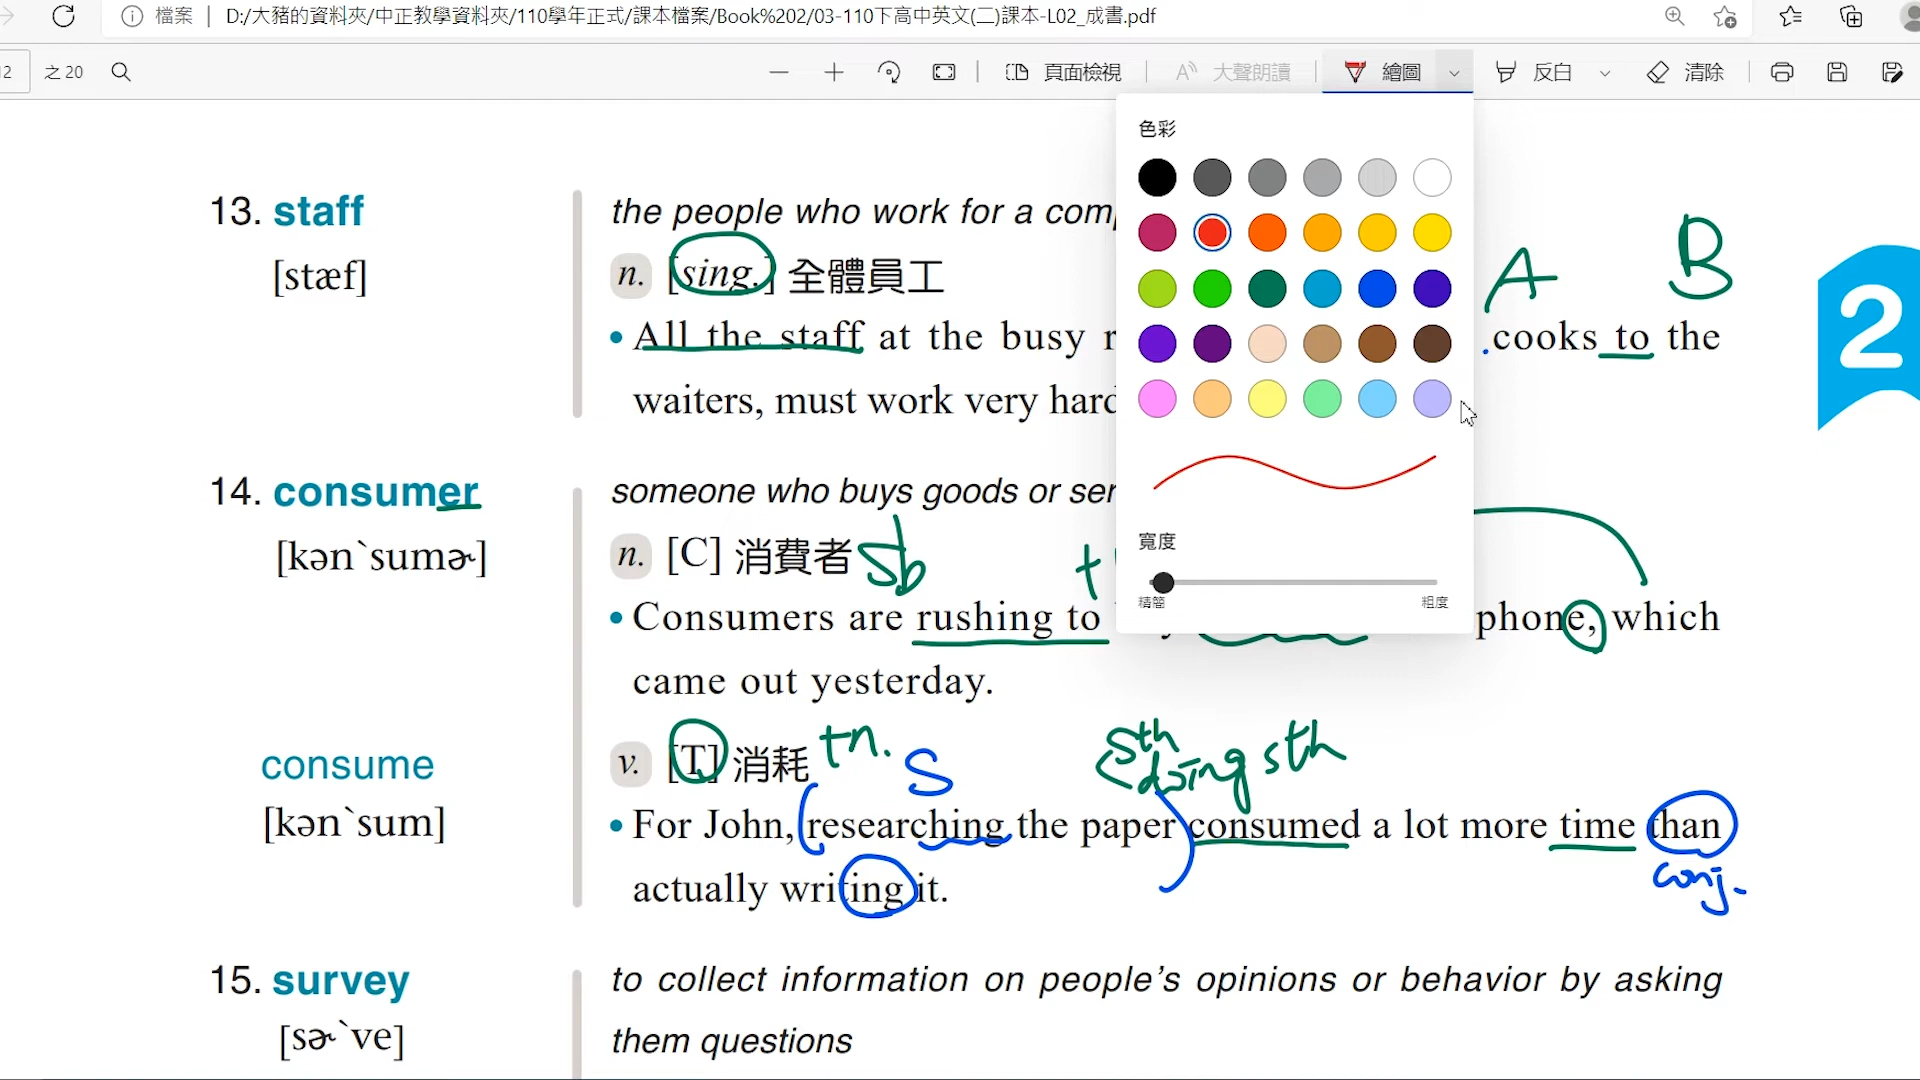 檔案 | D:/大豬的資料夾/中正教學資料夾/110學年正式/課本檔案/Book%202/03-110下高中英文(二)課本-L02_成書.pdf
之 20 頁面檢視 大聲朗讀 繪圖 反白 清除
色彩
13. staff the people who work for a
A B
2
[stæf] n. [sing.] 全體員工
• All the staff at the busy cooks to the
waiters, must work very hard
14. consumer someone who buys goods or
寬度
[kən`sumɚ] n. [C] 消費者 sb
精簡 粗度
• Consumers are rushing to phone, which
came out yesterday.
v. [T] 消耗 tn. S sth doing sth
consume
[kən`sum] • For John, researching the paper consumed a lot more time than
actually writing it. conj.
15. survey to collect information on people’s opinions or behavior by asking
[sɚ`ve] them questions